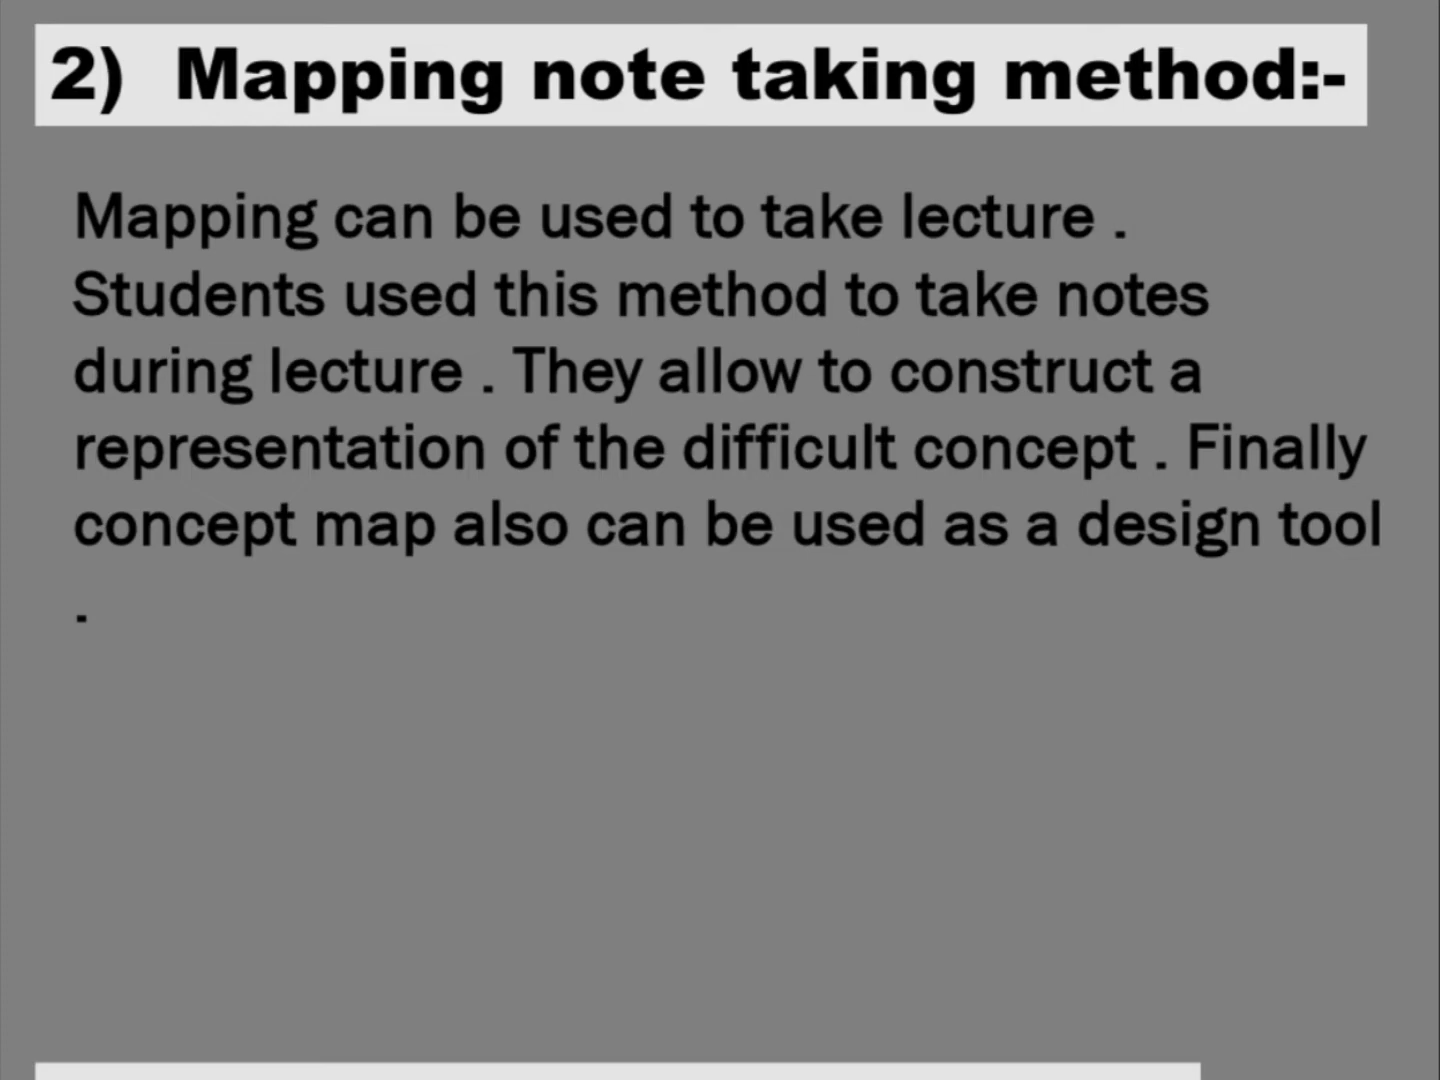 2) Mapping note taking method:-
Mapping can be used to take lecture .
Students used this method to take notes
during lecture . They allow to construct a
representation of the difficult concept . Finally
concept map also can be used as a design tool
.